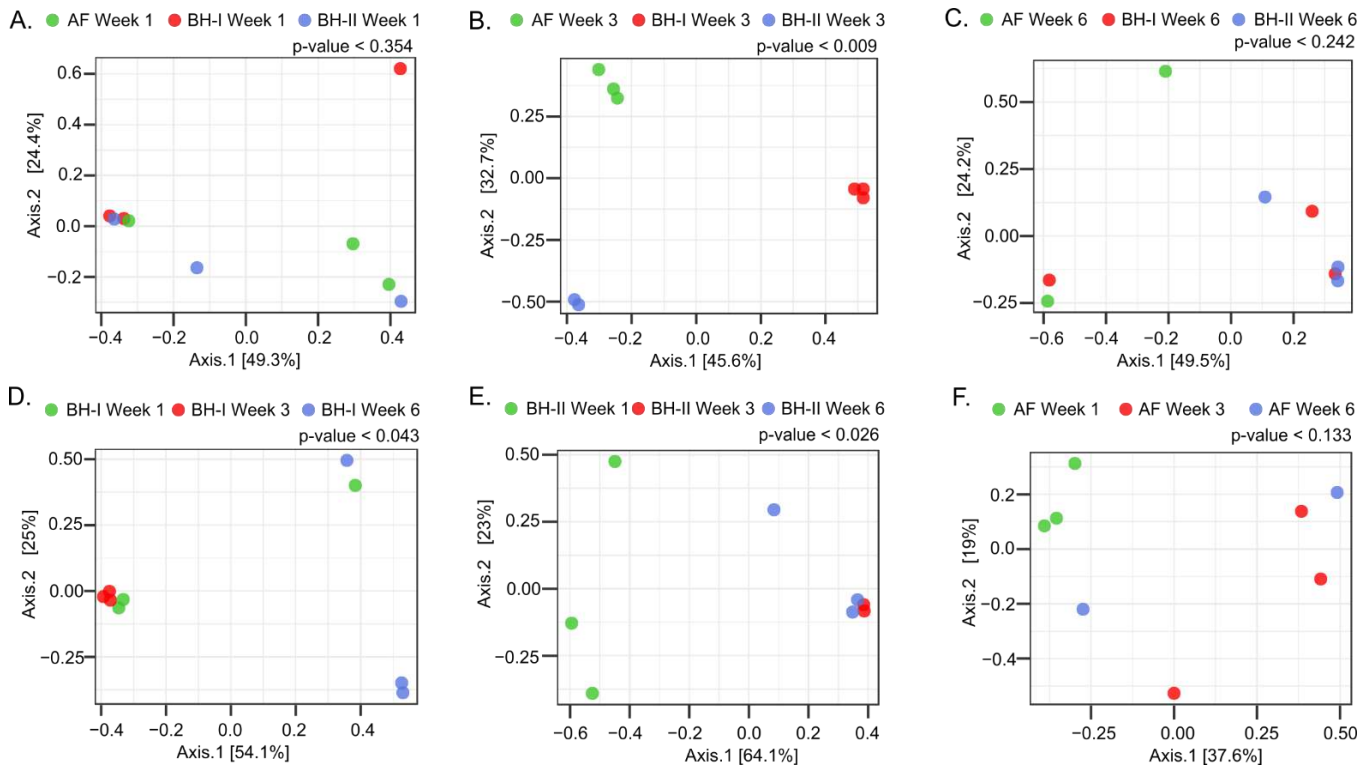 A. AF Week 1 BH-I Week 1 BH-II Week 1
p-value < 0.354
0.6
0.4
0.2
0.0
−0.2
Axis.2 [24.4%]
−0.4 −0.2 0.0 0.2 0.4
Axis.1 [49.3%]
B. AF Week 3 BH-I Week 3 BH-II Week 3
p-value < 0.009
0.25
0.00
−0.25
−0.50
Axis.2 [32.7%]
−0.4 −0.2 0.0 0.2 0.4
Axis.1 [45.6%]
C. AF Week 6 BH-I Week 6 BH-II Week 6
p-value < 0.242
0.50
0.25
0.00
−0.25
Axis.2 [24.2%]
−0.6 −0.4 −0.2 0.0 0.2
Axis.1 [49.5%]
D. BH-I Week 1 BH-I Week 3 BH-I Week 6
p-value < 0.043
0.50
0.25
0.00
−0.25
Axis.2 [25%]
−0.4 −0.2 0.0 0.2 0.4
Axis.1 [54.1%]
E. BH-II Week 1 BH-II Week 3 BH-II Week 6
p-value < 0.026
0.50
0.25
0.00
−0.25
Axis.2 [23%]
−0.6 −0.4 −0.2 0.0 0.2 0.4
Axis.1 [64.1%]
F. AF Week 1 AF Week 3 AF Week 6
p-value < 0.133
0.2
0.0
−0.2
−0.4
Axis.2 [19%]
−0.25 0.00 0.25 0.50
Axis.1 [37.6%]